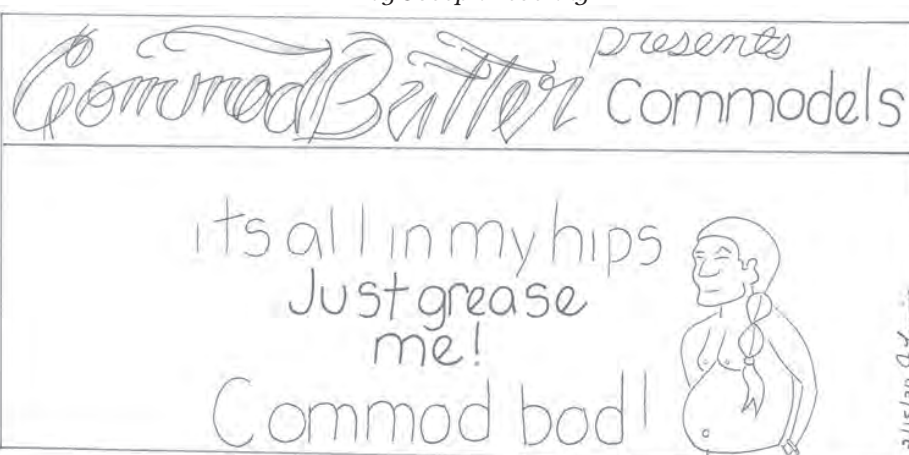 CommodButter presents
Commodels
its all in my hips
Just grease
me!
Commod bod!